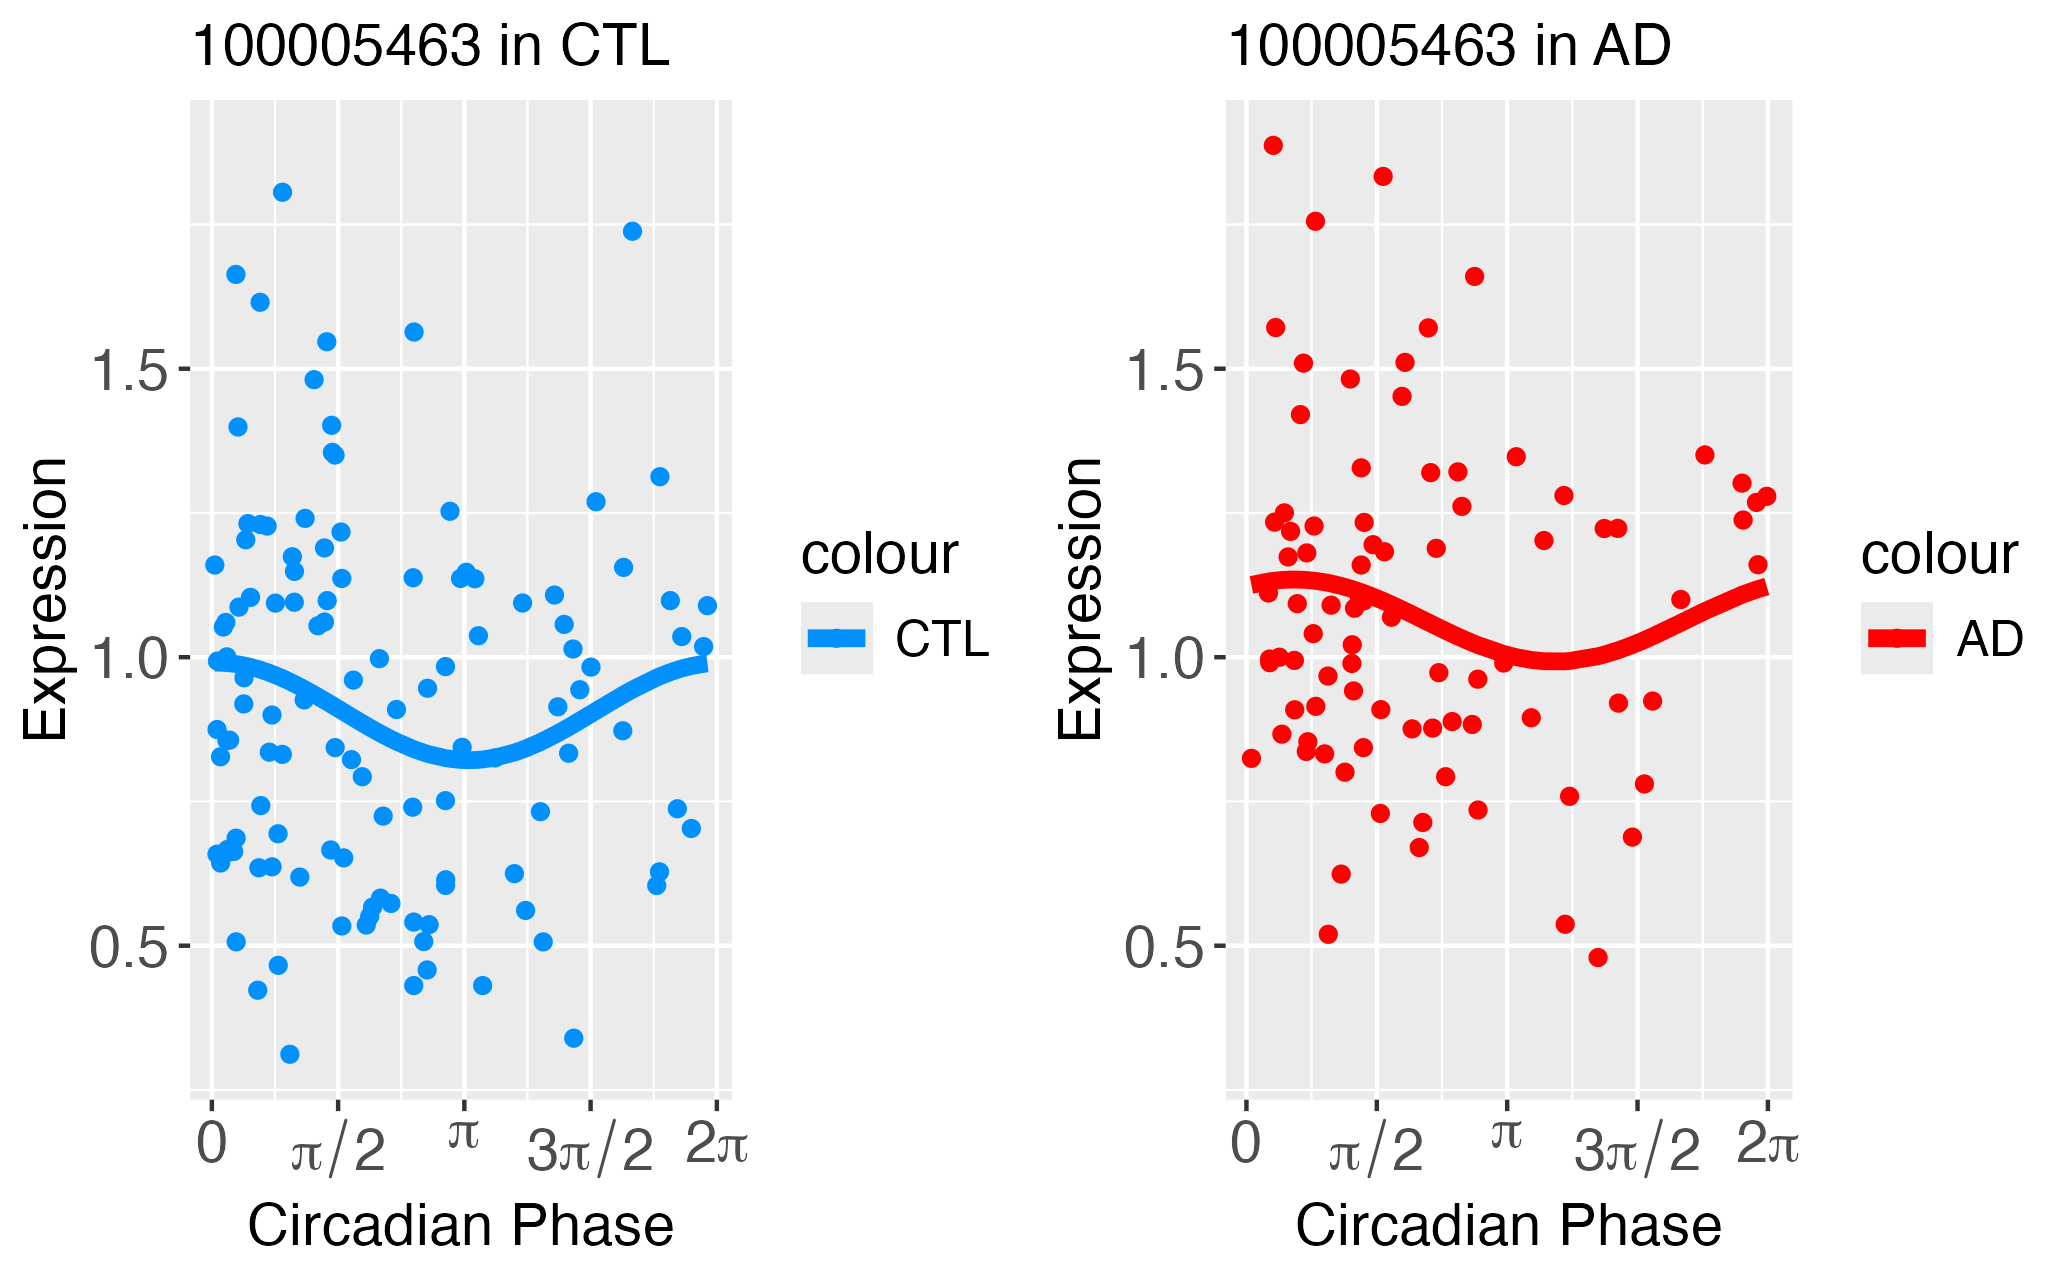 100005463 in CTL
Expression
1.5
1.0
0.5
0
π/2
π
3π/2
2π
Circadian Phase
colour
CTL
100005463 in AD
Expression
1.5
1.0
0.5
0
π/2
π
3π/2
2π
Circadian Phase
colour
AD